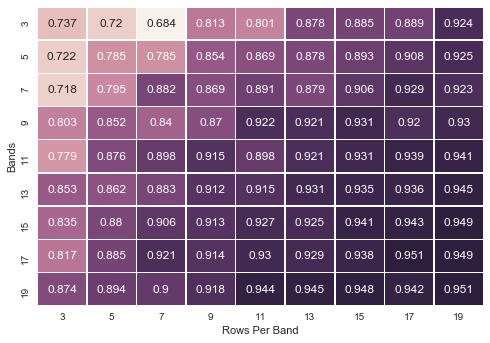 3 0.737 0.72 0.684 0.813 0.801 0.878 0.885 0.889 0.924
5 0.722 0.785 0.785 0.854 0.869 0.878 0.893 0.908 0.925
7 0.718 0.795 0.882 0.869 0.891 0.879 0.906 0.929 0.923
9 0.803 0.852 0.84 0.87 0.922 0.921 0.931 0.92 0.93
Bands
11 0.779 0.876 0.898 0.915 0.898 0.921 0.931 0.939 0.941
13 0.853 0.862 0.883 0.912 0.915 0.931 0.935 0.936 0.945
15 0.835 0.88 0.906 0.913 0.927 0.925 0.941 0.943 0.949
17 0.817 0.885 0.921 0.914 0.93 0.929 0.938 0.951 0.949
19 0.874 0.894 0.9 0.918 0.944 0.945 0.948 0.942 0.951
3 5 7 9 11 13 15 17 19
Rows Per Band